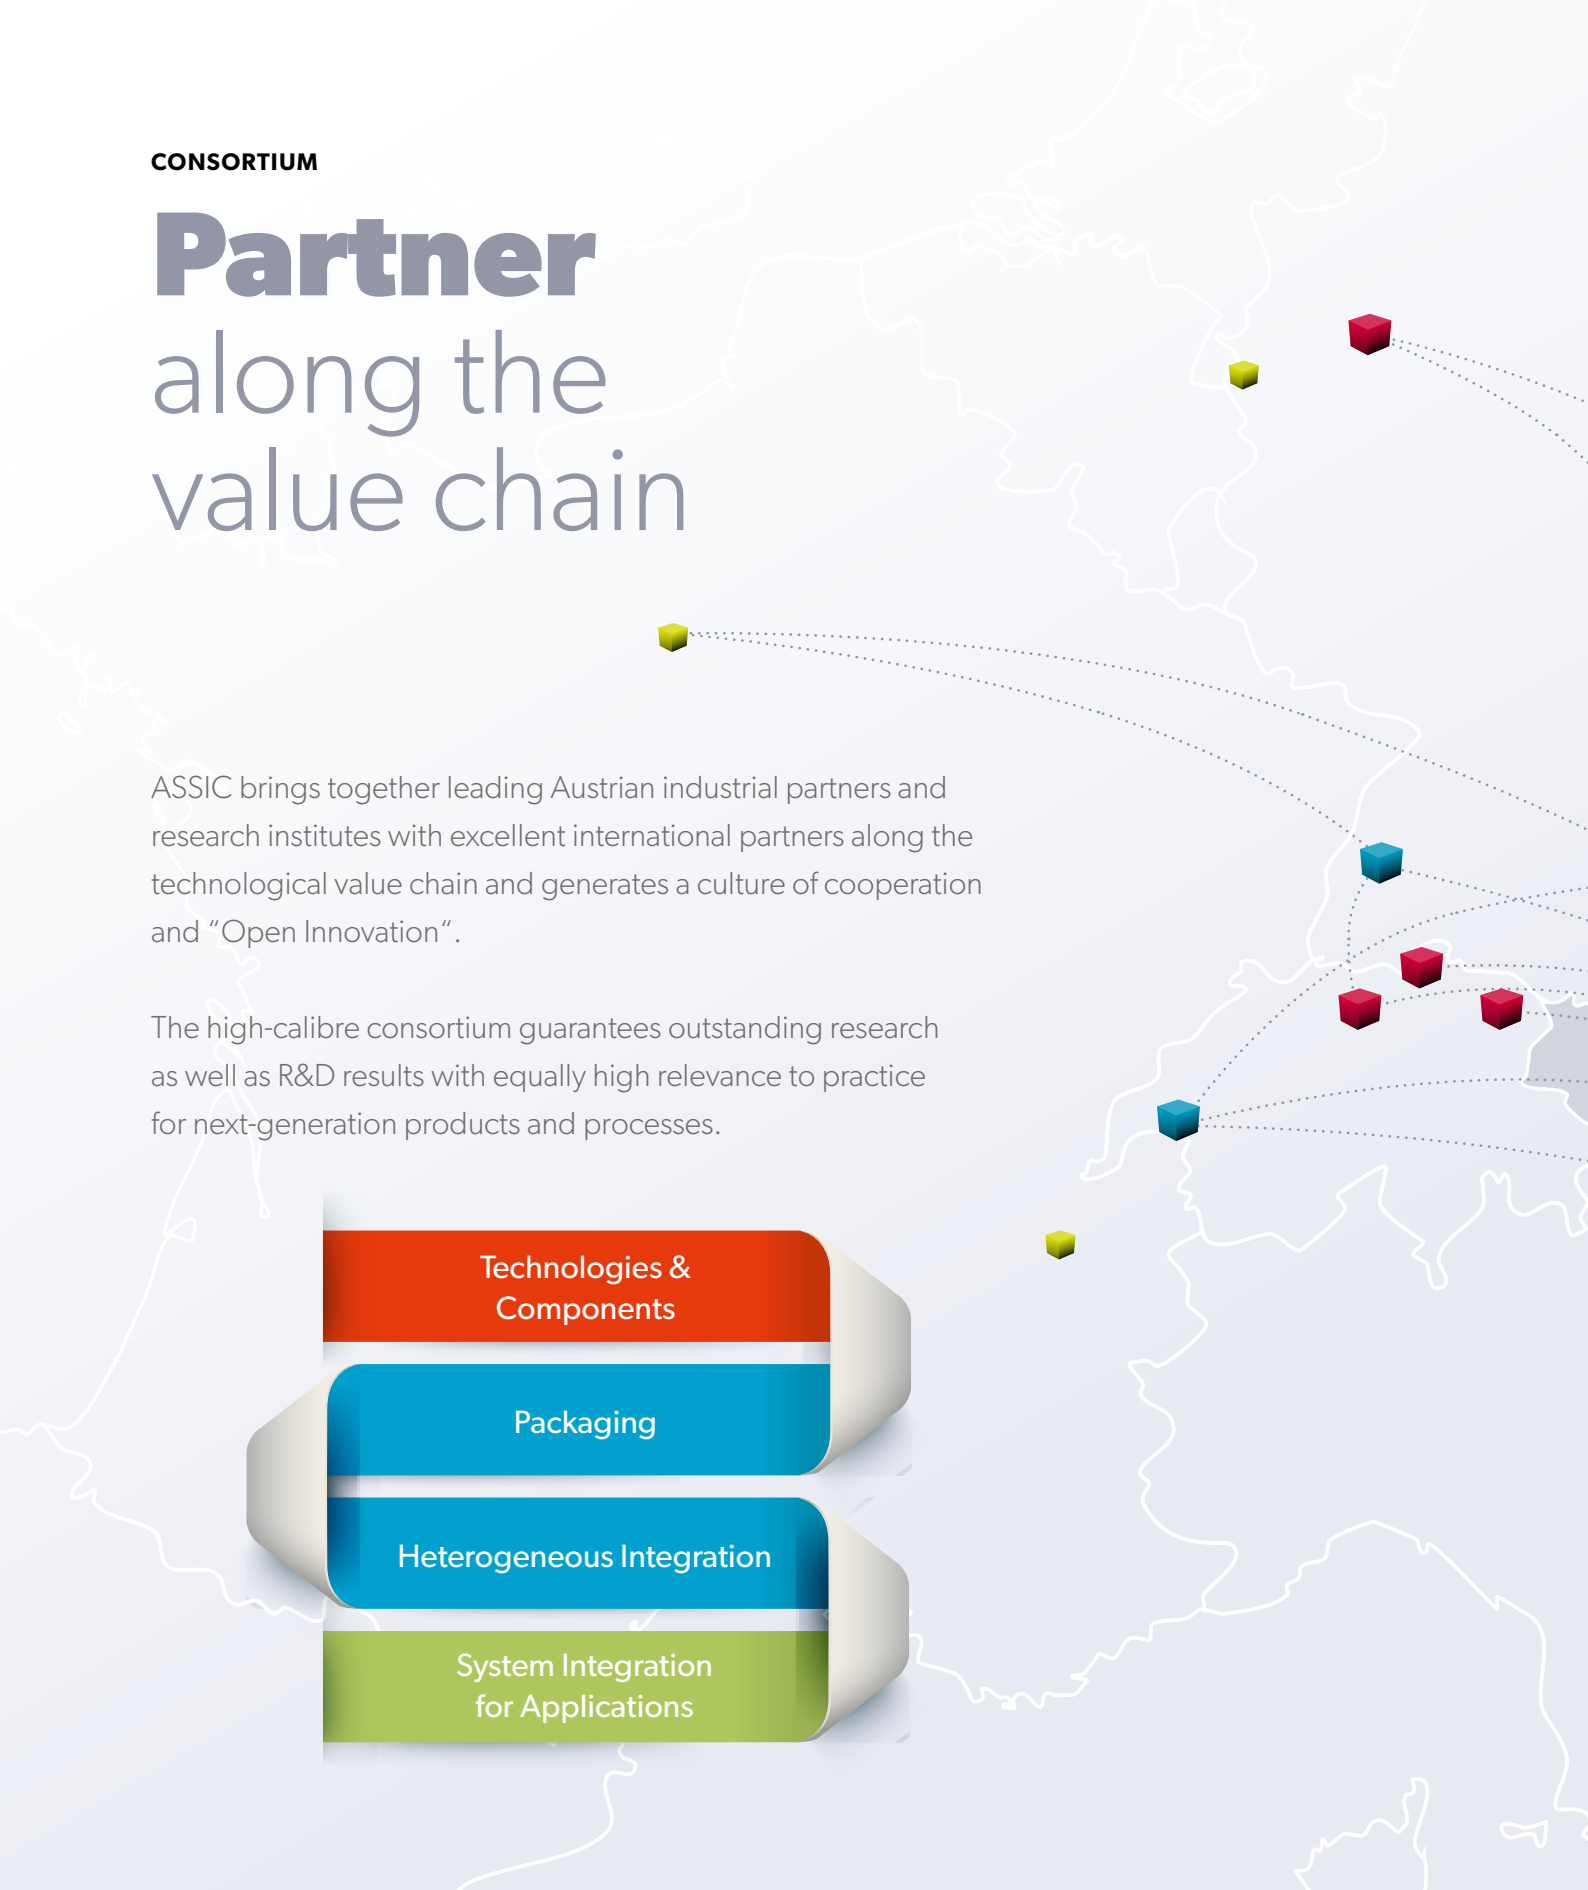 CONSORTIUM
Partner
along the
value chain
ASSIC brings together leading Austrian industrial partners and
research institutes with excellent international partners along the
technological value chain and generates a culture of cooperation
and “Open Innovation“.
The high-calibre consortium guarantees outstanding research
as well as R&D results with equally high relevance to practice
for next-generation products and processes.
Technologies &
Components
Packaging
Heterogeneous Integration
System Integration
for Applications